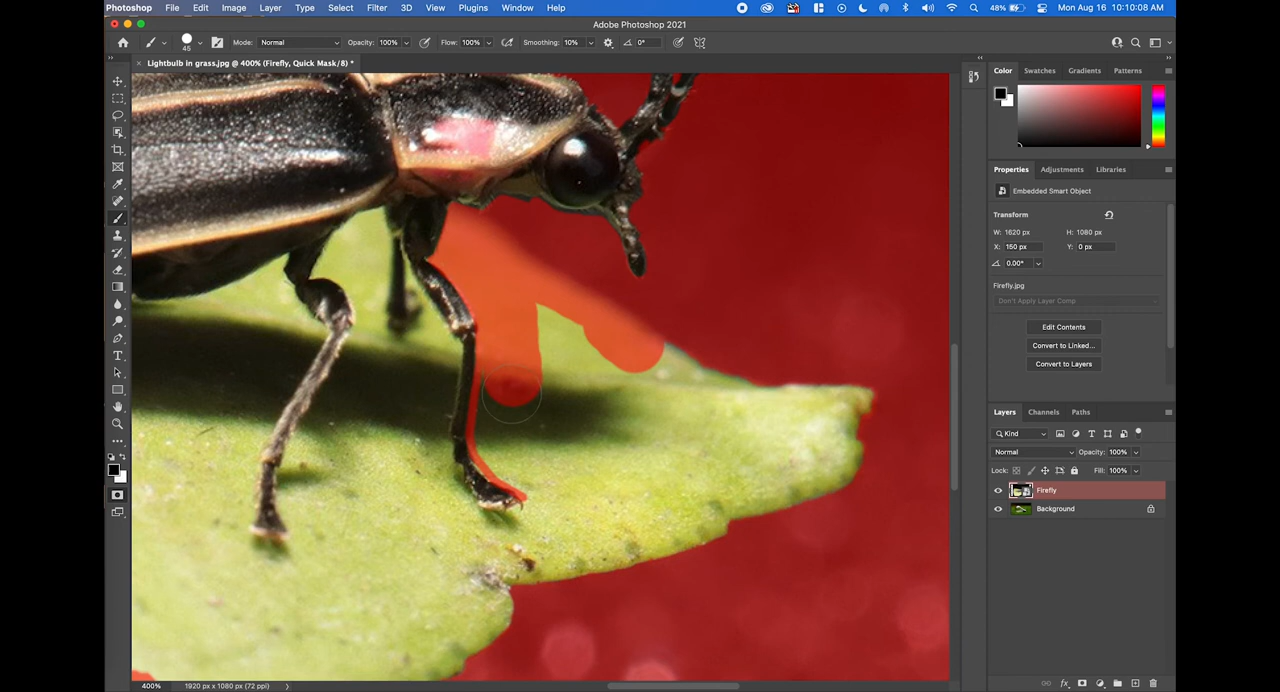 Photoshop File Edit Image Layer Type Select Filter 3D View Plugins Window Help 48% Mon Aug 16 10:10:08 AM
Adobe Photoshop 2021
45 Mode: Normal Opacity: 100% Flow: 100% Smoothing: 10% 0°
× Lightbulb in grass.jpg @ 400% (Firefly, Quick Mask/8) *
Color Swatches Gradients Patterns
Properties Adjustments Libraries
Embedded Smart Object
Transform
W: 1620 px H: 1080 px
X: 150 px Y: 0 px
0.00°
Firefly.jpg
Don't Apply Layer Comp
Edit Contents
Convert to Linked...
Convert to Layers
Layers Channels Paths
Kind
Normal Opacity: 100%
Lock: Fill: 100%
Firefly
Background
400% 1920 px x 1080 px (72 ppi)